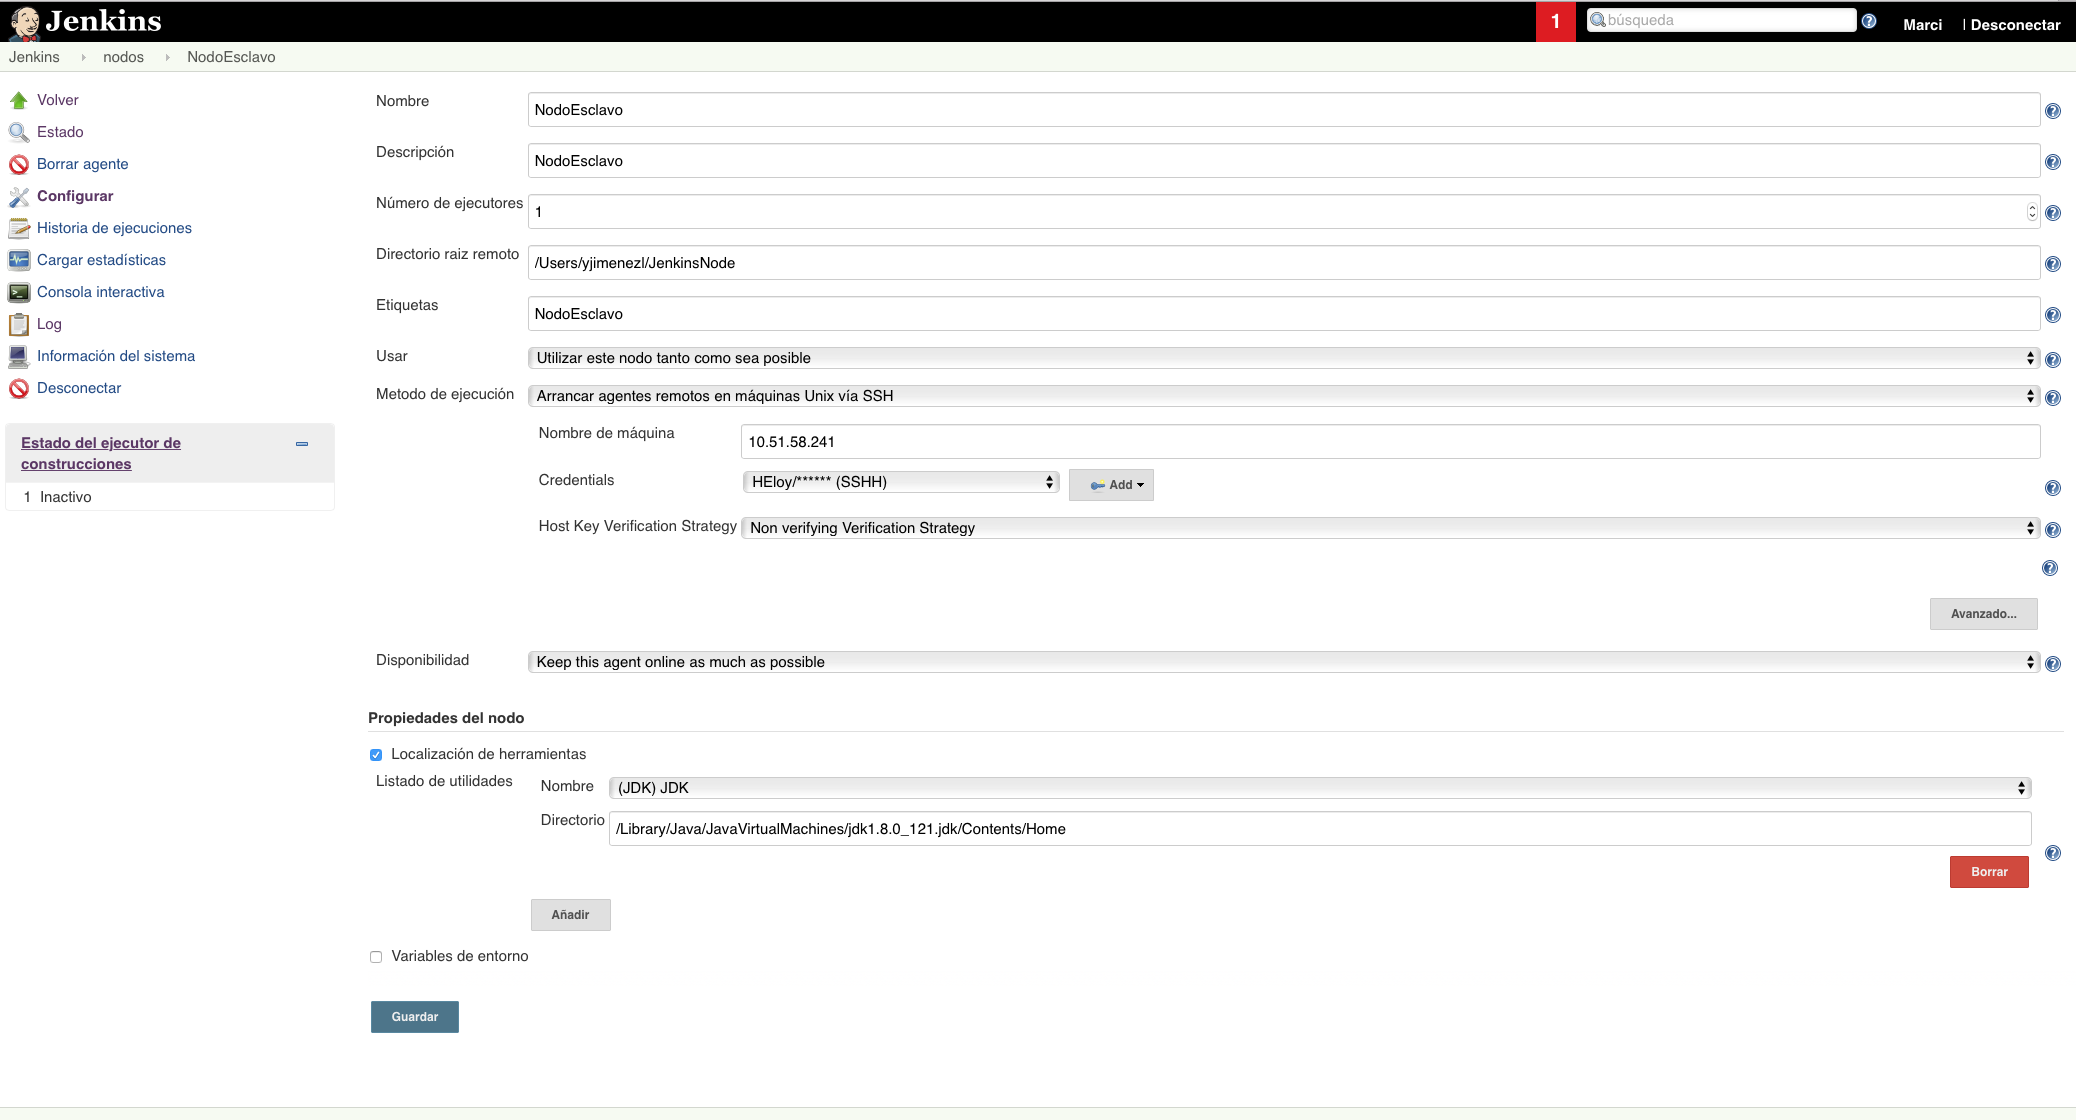 Jenkins
1
búsqueda
Marci
| Desconectar
Jenkins
nodos
NodoEsclavo
Volver
Estado
Borrar agente
Configurar
Historia de ejecuciones
Cargar estadísticas
Consola interactiva
Log
Información del sistema
Desconectar
Estado del ejecutor de
construcciones
1 Inactivo
Nombre
NodoEsclavo
Descripción
NodoEsclavo
Número de ejecutores
1
Directorio raiz remoto
/Users/yjimenezl/JenkinsNode
Etiquetas
NodoEsclavo
Usar
Utilizar este nodo tanto como sea posible
Metodo de ejecución
Arrancar agentes remotos en máquinas Unix vía SSH
Nombre de máquina
10.51.58.241
Credentials
HEloy/****** (SSHH)
Add
Host Key Verification Strategy
Non verifying Verification Strategy
Avanzado...
Disponibilidad
Keep this agent online as much as possible
Propiedades del nodo
Localización de herramientas
Listado de utilidades
Nombre
(JDK) JDK
Directorio
/Library/Java/JavaVirtualMachines/jdk1.8.0_121.jdk/Contents/Home
Borrar
Añadir
Variables de entorno
Guardar